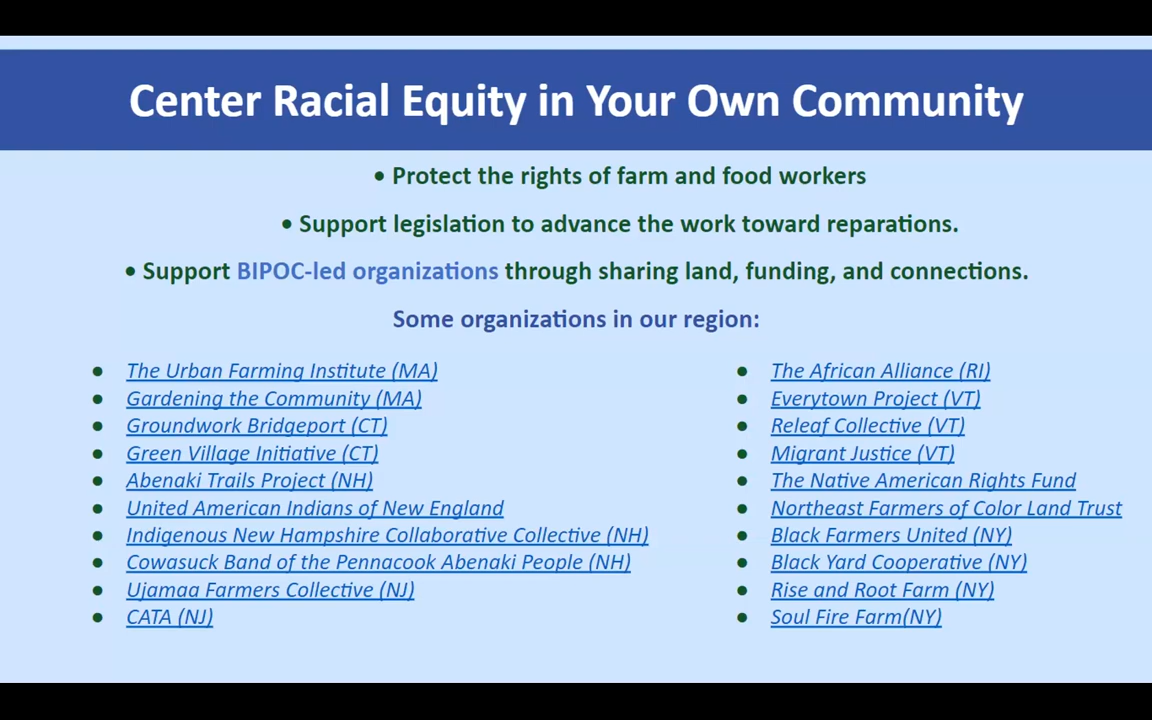 Center Racial Equity in Your Own Community
• Protect the rights of farm and food workers
• Support legislation to advance the work toward reparations.
• Support BIPOC-led organizations through sharing land, funding, and connections.
Some organizations in our region:
● The Urban Farming Institute (MA)
● Gardening the Community (MA)
● Groundwork Bridgeport (CT)
● Green Village Initiative (CT)
● Abenaki Trails Project (NH)
● United American Indians of New England
● Indigenous New Hampshire Collaborative Collective (NH)
● Cowasuck Band of the Pennacook Abenaki People (NH)
● Ujamaa Farmers Collective (NJ)
● CATA (NJ)
● The African Alliance (RI)
● Everytown Project (VT)
● Releaf Collective (VT)
● Migrant Justice (VT)
● The Native American Rights Fund
● Northeast Farmers of Color Land Trust
● Black Farmers United (NY)
● Black Yard Cooperative (NY)
● Rise and Root Farm (NY)
● Soul Fire Farm(NY)